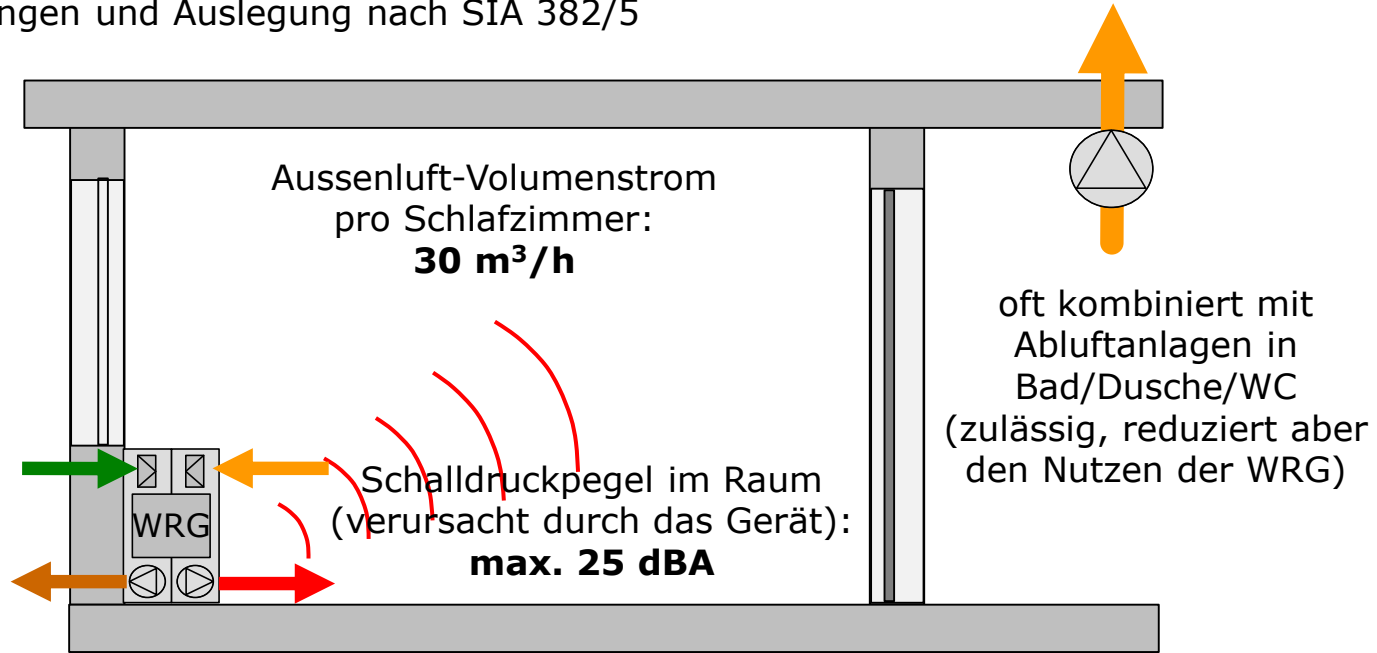 ngen und Auslegung nach SIA 382/5
Aussenluft-Volumenstrom
pro Schlafzimmer:
30 m³/h
oft kombiniert mit
Abluftanlagen in
Bad/Dusche/WC
(zulässig, reduziert aber
den Nutzen der WRG)
Schalldruckpegel im Raum
(verursacht durch das Gerät):
max. 25 dBA
WRG